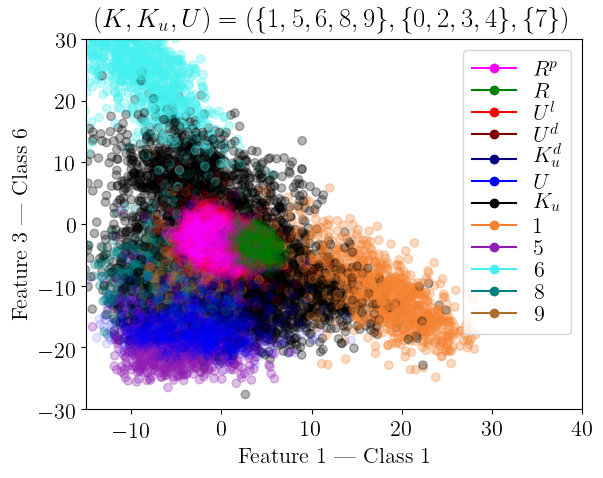 (K, K_u, U) = ({1, 5, 6, 8, 9}, {0, 2, 3, 4}, {7})
30
20
10
0
−10
−20
−30
Feature 3 — Class 6
R^p
R
U^l
U^d
K_u^d
U
K_u
1
5
6
8
9
−10
0
10
20
30
40
Feature 1 — Class 1